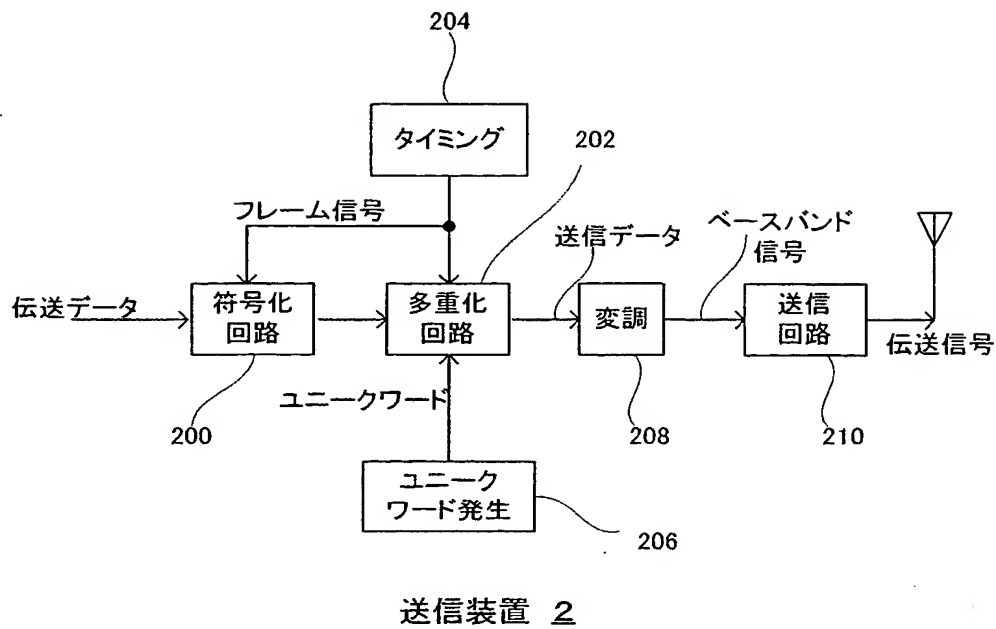 204
タイミング
202
フレーム信号
送信データ
ベースバンド
信号
伝送データ
符号化
回路
多重化
回路
変調
送信
回路
伝送信号
ユニークワード
200
208
210
ユニーク
ワード発生
206
送信装置 2